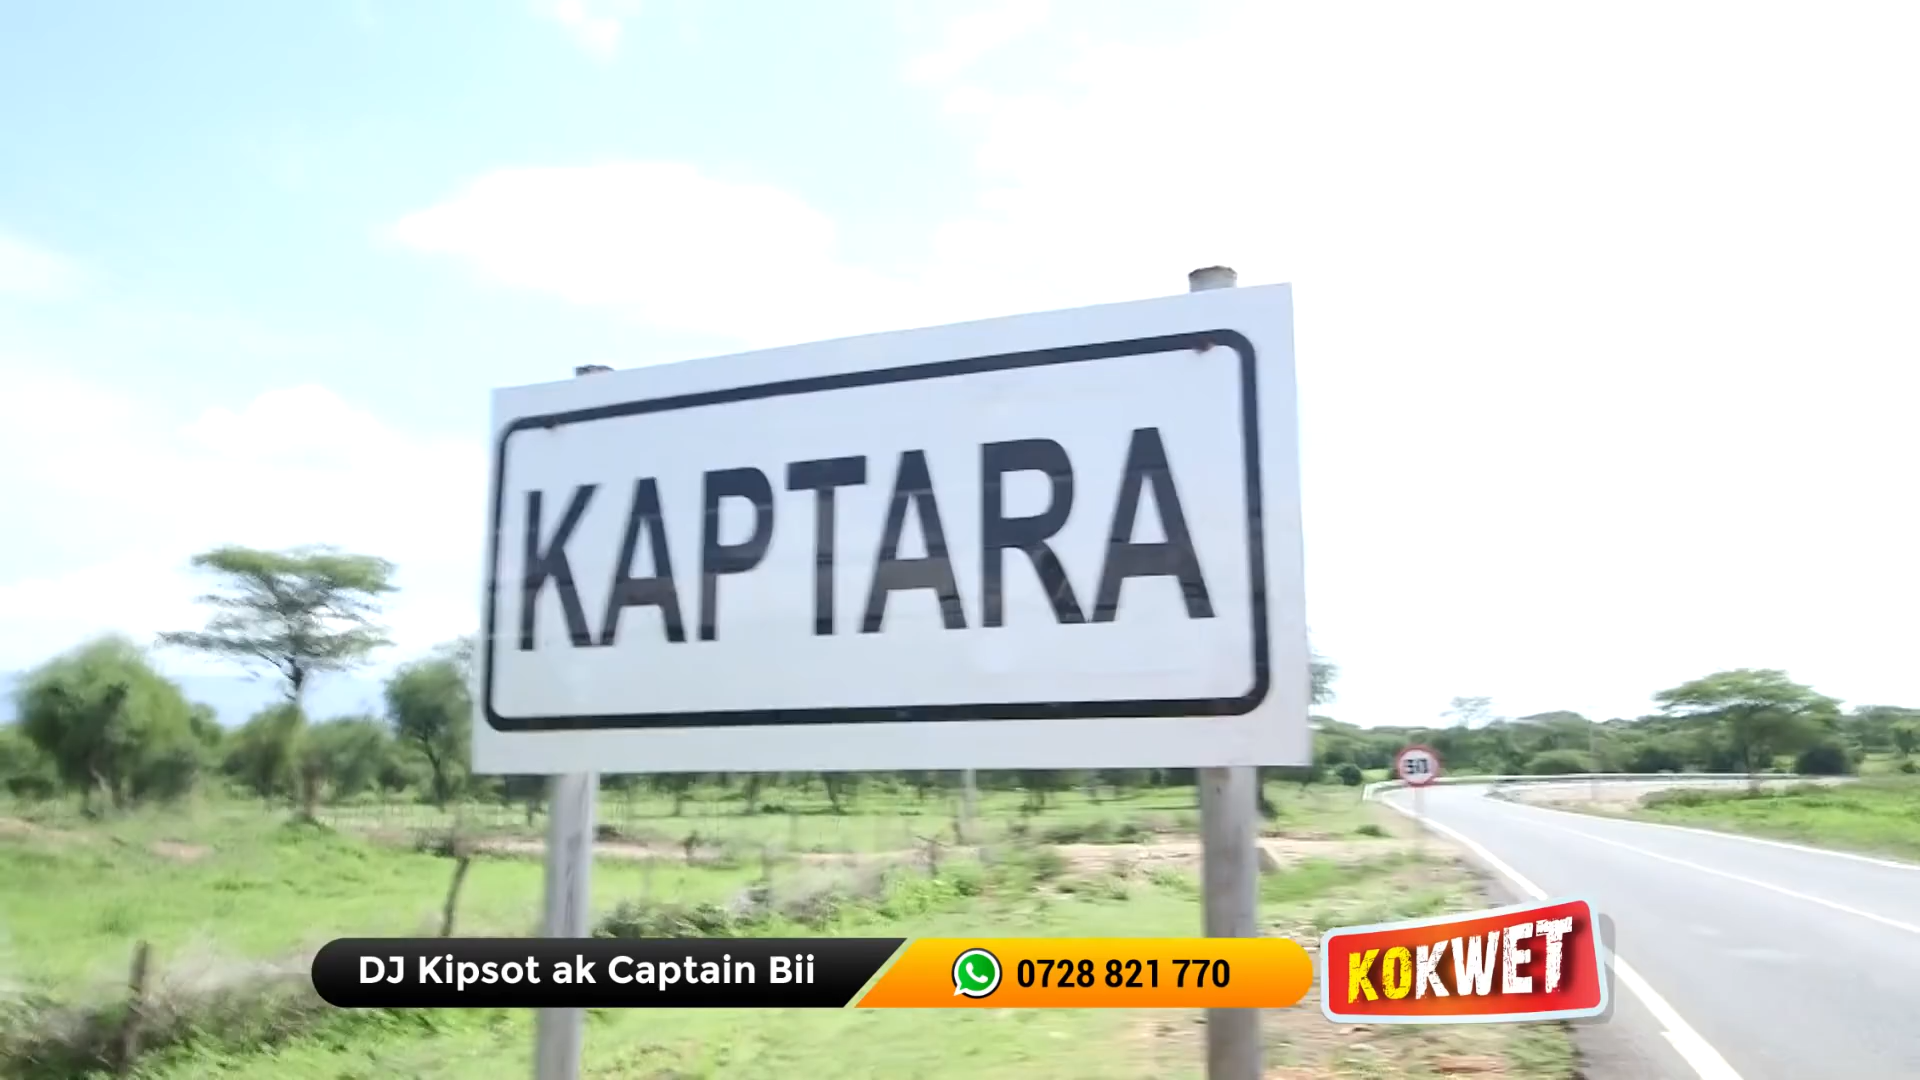 KAPTARA
50
DJ Kipsot ak Captain Bii
0728 821 770
KOKWET